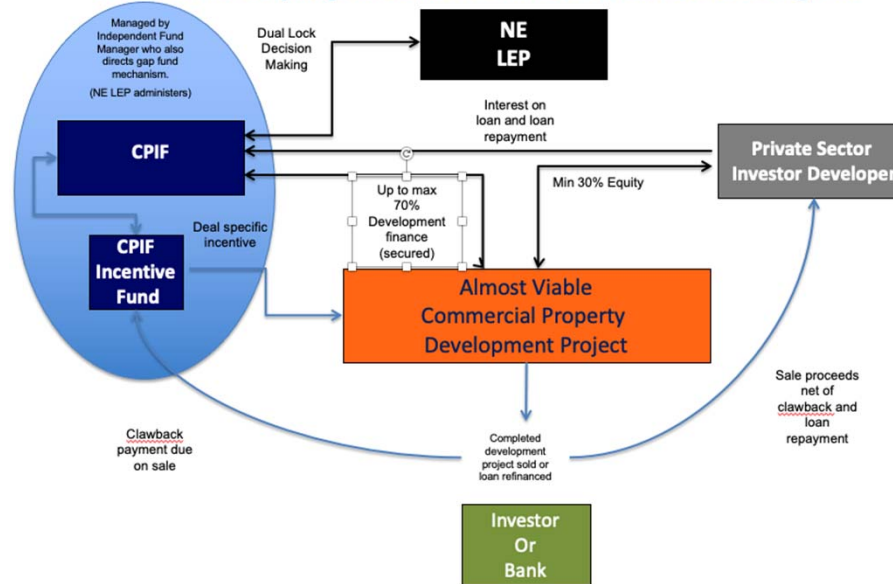 Managed by
Independent Fund
Manager who also
directs gap fund
mechanism.
(NE LEP administers)
Dual Lock
Decision
Making
NE
LEP
Interest on
loan and loan
repayment
CPIF
Private Sector
Investor Developer
Up to max
70%
Development
finance
(secured)
Min 30% Equity
Deal specific
incentive
CPIF
Incentive
Fund
Almost Viable
Commercial Property
Development Project
Sale proceeds
net of
clawback and
loan
repayment
Clawback
payment due
on sale
Completed
development
project sold or
loan refinanced
Investor
Or
Bank